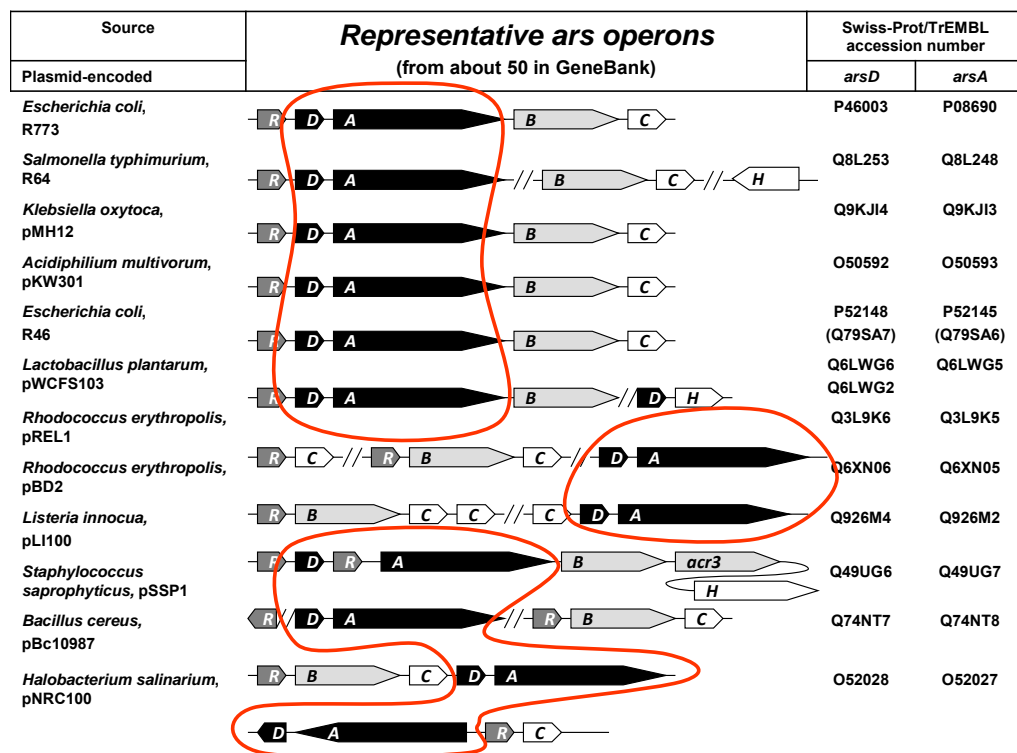 Source
Representative ars operons
(from about 50 in GeneBank)
Swiss-Prot/TrEMBL
accession number
Plasmid-encoded
arsD arsA
Escherichia coli,
R773
R D A B C
P46003 P08690
Salmonella typhimurium,
R64
R D A // B C // H
Q8L253 Q8L248
Klebsiella oxytoca,
pMH12
R D A B C
Q9KJI4 Q9KJI3
Acidiphilium multivorum,
pKW301
R D A B C
O50592 O50593
Escherichia coli,
R46
R D A B C
P52148 P52145
(Q79SA7) (Q79SA6)
Lactobacillus plantarum,
pWCFS103
R D A B // D H
Q6LWG6 Q6LWG5
Q6LWG2
Rhodococcus erythropolis,
pREL1
R C // R B C // D A
Q3L9K6 Q3L9K5
Rhodococcus erythropolis,
pBD2
R B C C // C D A
Q6XN06 Q6XN05
Listeria innocua,
pLI100
R D R A B acr3
H
Q926M4 Q926M2
Staphylococcus
saprophyticus, pSSP1
R // D A // R B C
Q49UG6 Q49UG7
Bacillus cereus,
pBc10987
R B C D A
Q74NT7 Q74NT8
Halobacterium salinarium,
pNRC100
D A R C
O52028 O52027